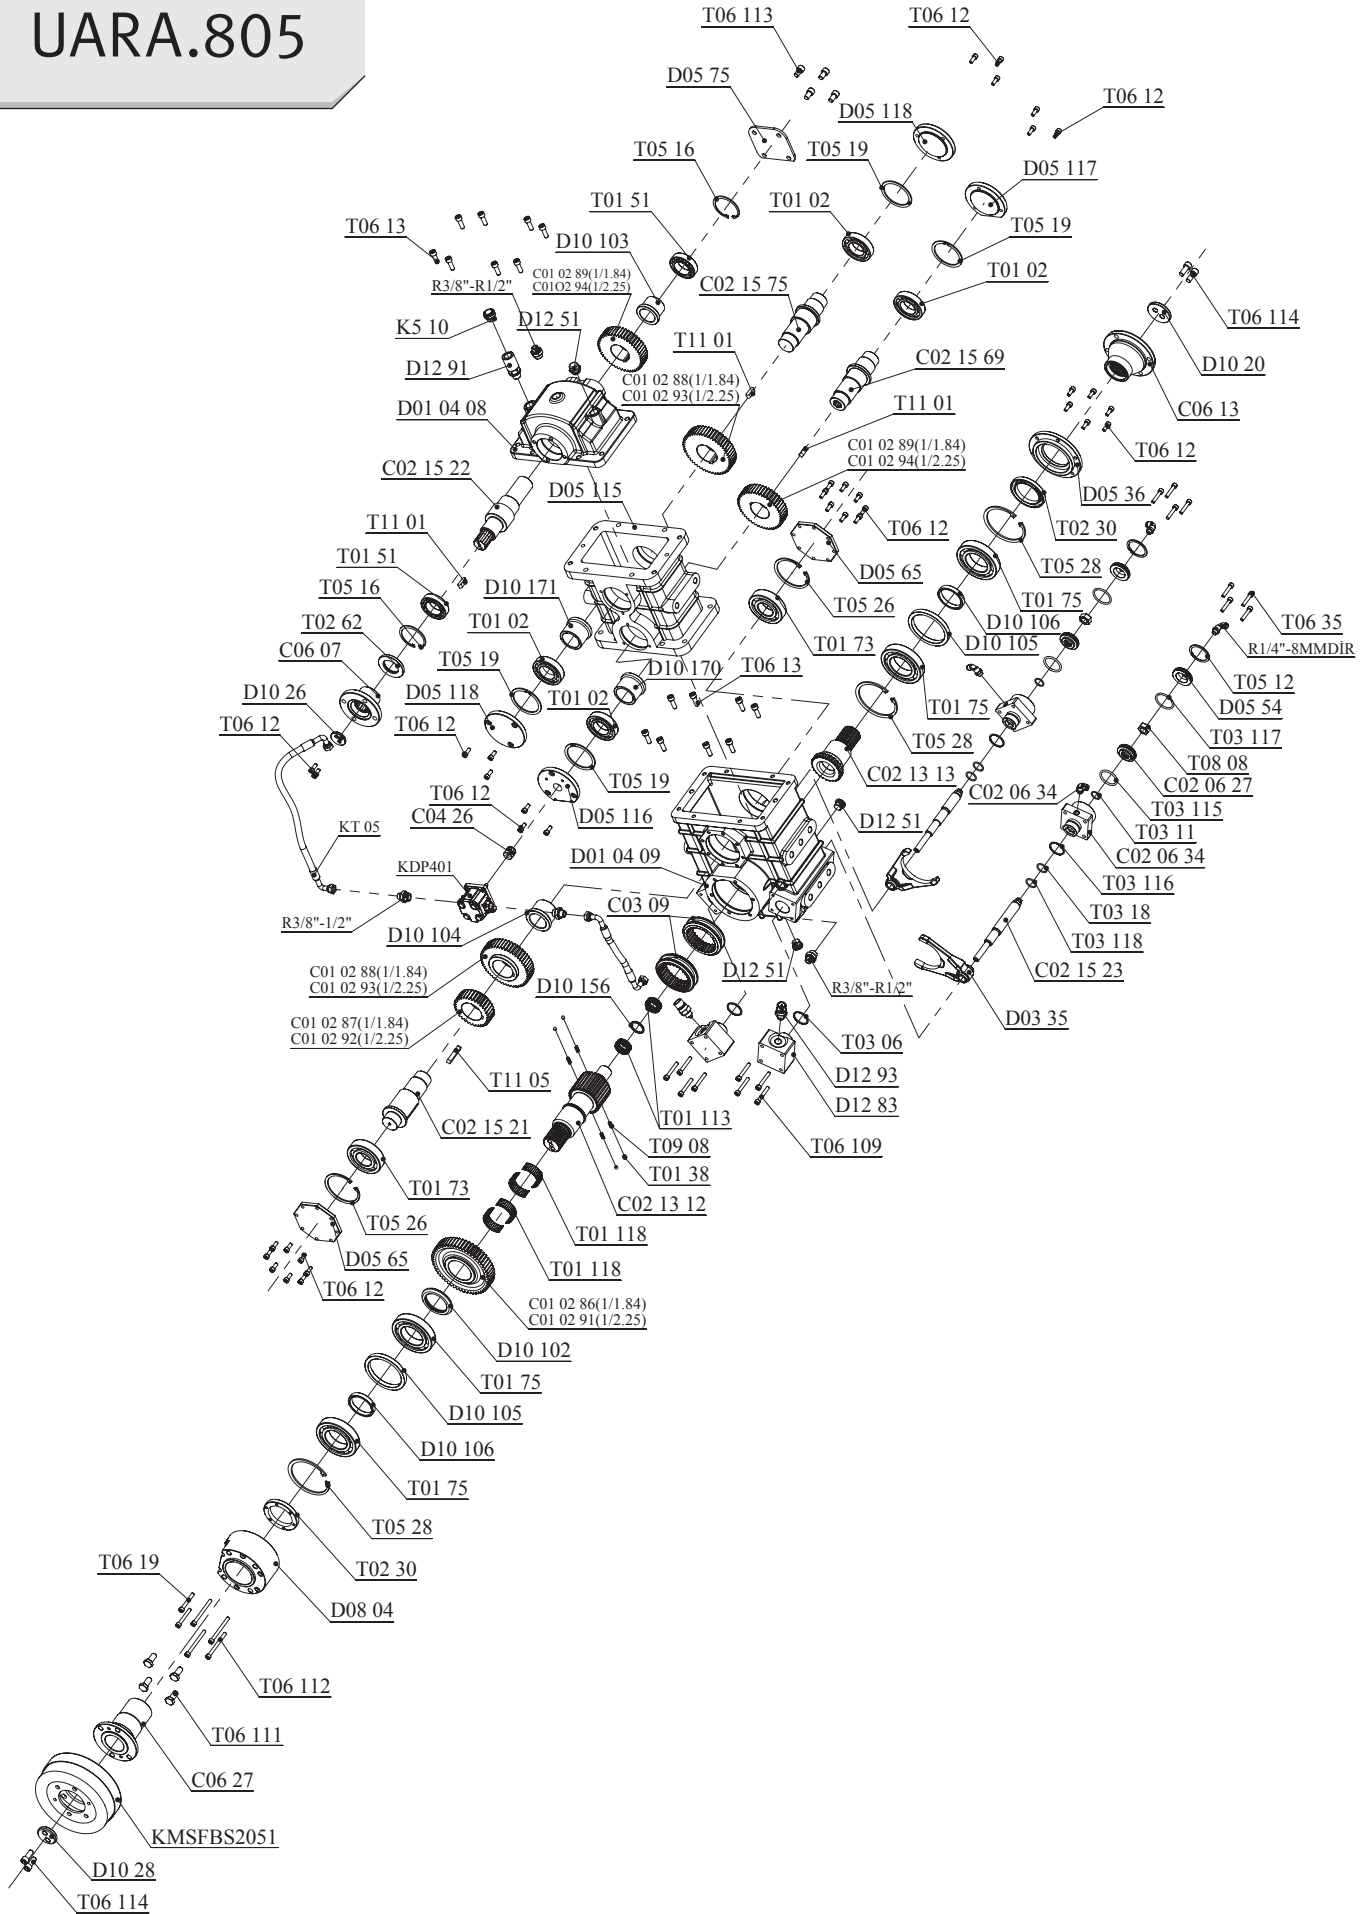 UARA.805
T06 113
T06 12
D05 75
T06 12
D05 118
T05 16
T05 19
D05 117
T01 51
T01 02
T06 13
D10 103
T05 19
C01 02 89(1/1.84)
C01O2 94(1/2.25)
R3/8"-R1/2"
C02 15 75
T01 02
K5 10
D12 51
T06 114
T11 01
D12 91
C02 15 69
D10 20
C01 02 88(1/1.84)
C01 02 93(1/2.25)
D01 04 08
T11 01
C06 13
C01 02 89(1/1.84)
C01 02 94(1/2.25)
T06 12
C02 15 22
D05 115
D05 36
T11 01
T06 12
T02 30
T01 51
D10 171
D05 65
T05 28
T05 16
T05 26
T01 75
T02 62
T01 02
D10 106
T06 35
C06 07
T01 73
D10 105
R1/4"-8MMDİR
T05 19
D10 170
T06 13
D10 26
D05 118
T01 02
T05 12
T01 75
D05 54
T06 12
T06 12
T05 28
T03 117
T05 19
C02 13 13
T08 08
C02 06 34
C02 06 27
T06 12
D05 116
T03 115
C04 26
D12 51
T03 11
KT 05
D01 04 09
C02 06 34
KDP401
T03 116
C03 09
T03 18
R3/8"-1/2"
D10 104
T03 118
D12 51
C02 15 23
C01 02 88(1/1.84)
C01 02 93(1/2.25)
D10 156
R3/8"-R1/2"
D03 35
C01 02 87(1/1.84)
C01 02 92(1/2.25)
T03 06
D12 93
T11 05
D12 83
T01 113
C02 15 21
T09 08
T06 109
T01 38
T01 73
C02 13 12
T05 26
T01 118
D05 65
T01 118
T06 12
C01 02 86(1/1.84)
C01 02 91(1/2.25)
D10 102
T01 75
D10 105
D10 106
T01 75
T05 28
T06 19
T02 30
D08 04
T06 112
T06 111
C06 27
KMSFBS2051
D10 28
T06 114